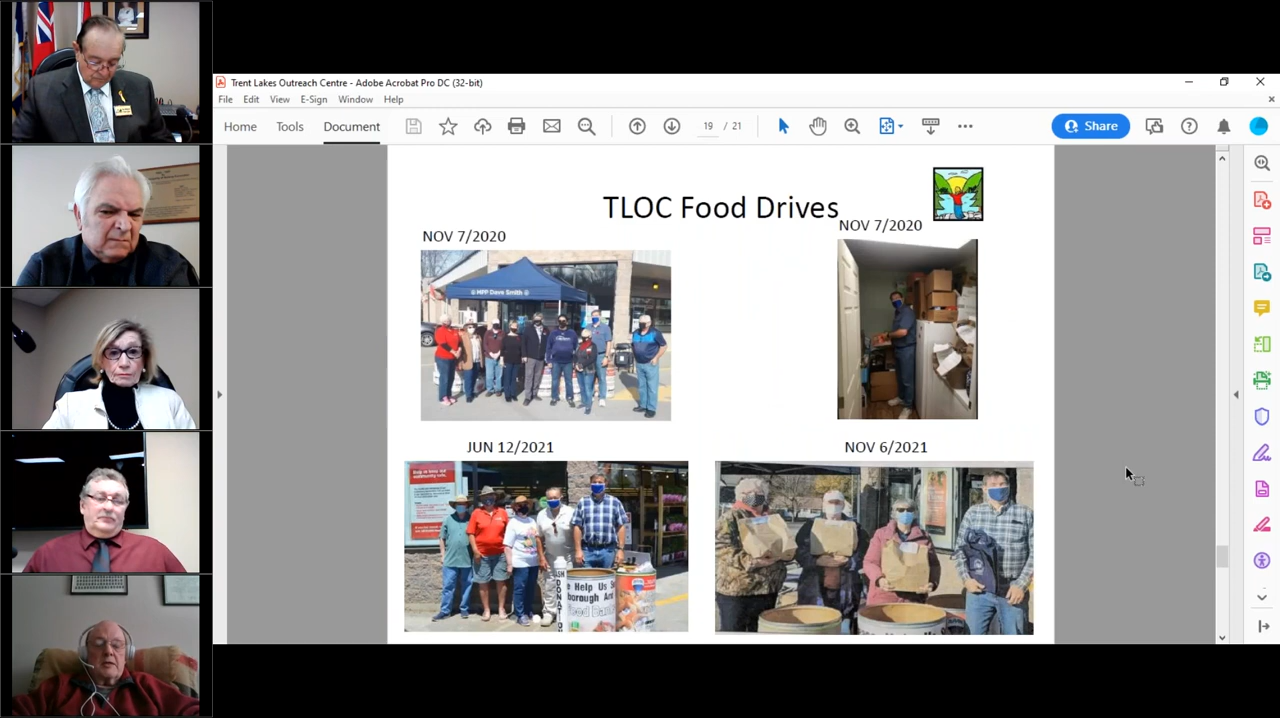 Trent Lakes Outreach Centre - Adobe Acrobat Pro DC (32-bit)
File Edit View E-Sign Window Help
Home Tools Document
19 / 21
Share
TLOC Food Drives
NOV 7/2020
NOV 7/2020
MPP Dave Smith
JUN 12/2021
NOV 6/2021
e Help Us S
borough And
Food Ban